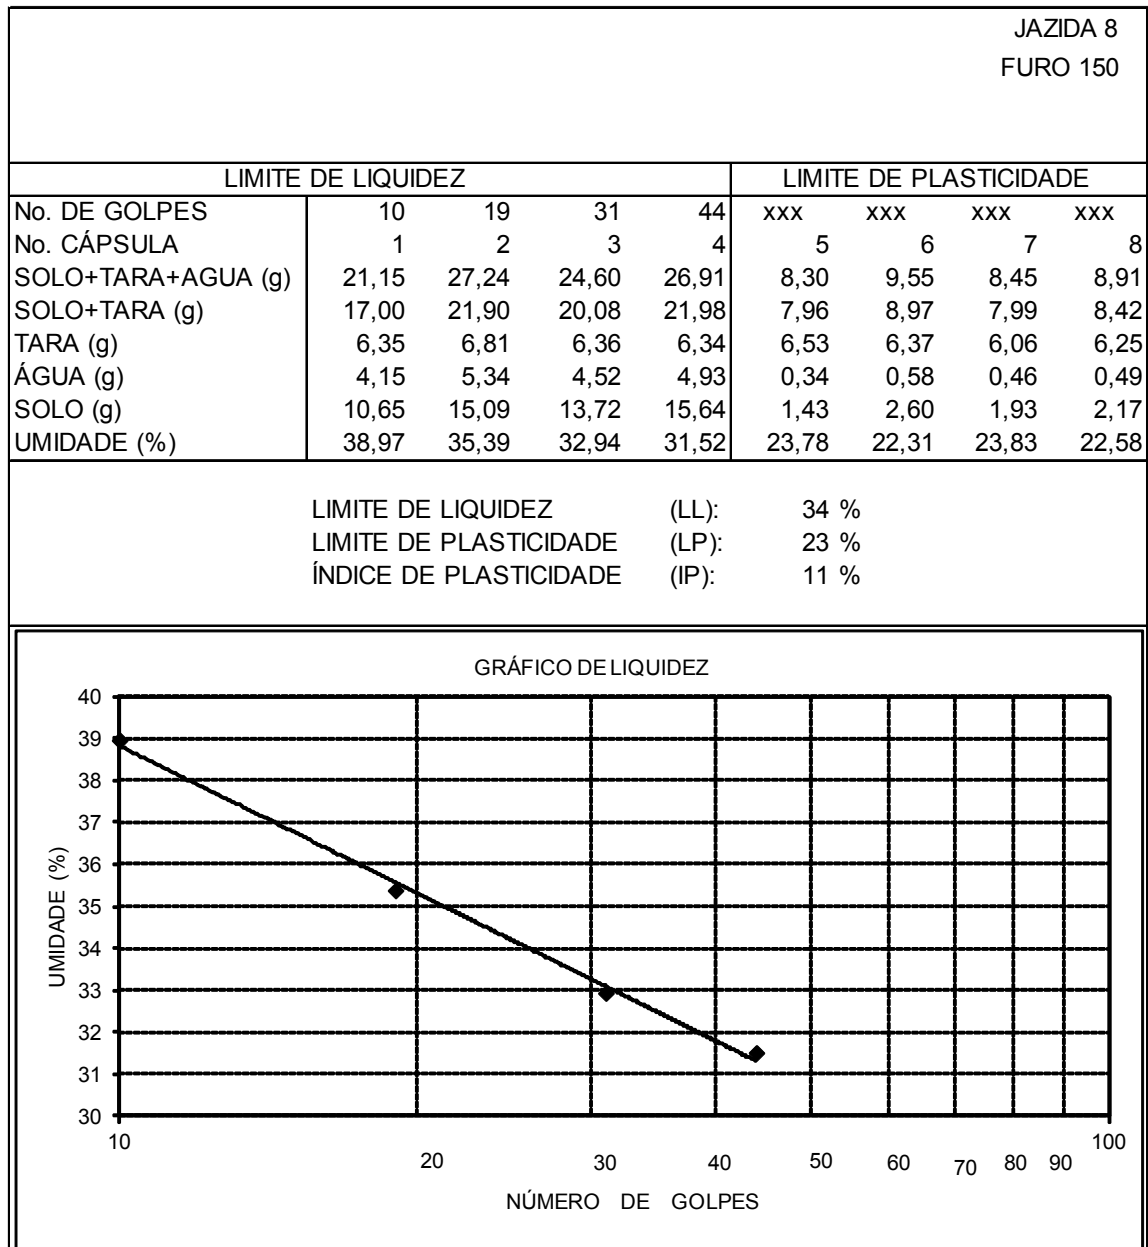 JAZIDA 8
FURO 150
LIMITE DE LIQUIDEZ LIMITE DE PLASTICIDADE
No. DE GOLPES 10 19 31 44 xxx xxx xxx xxx
No. CÁPSULA 1 2 3 4 5 6 7 8
SOLO+TARA+AGUA (g) 21,15 27,24 24,60 26,91 8,30 9,55 8,45 8,91
SOLO+TARA (g) 17,00 21,90 20,08 21,98 7,96 8,97 7,99 8,42
TARA (g) 6,35 6,81 6,36 6,34 6,53 6,37 6,06 6,25
ÁGUA (g) 4,15 5,34 4,52 4,93 0,34 0,58 0,46 0,49
SOLO (g) 10,65 15,09 13,72 15,64 1,43 2,60 1,93 2,17
UMIDADE (%) 38,97 35,39 32,94 31,52 23,78 22,31 23,83 22,58
LIMITE DE LIQUIDEZ (LL): 34 %
LIMITE DE PLASTICIDADE (LP): 23 %
ÍNDICE DE PLASTICIDADE (IP): 11 %
GRÁFICO DE LIQUIDEZ
40
39
38
37
36
35
34
33
32
31
30
UMIDADE (%)
10 20 30 40 50 60 70 80 90 100
NÚMERO DE GOLPES